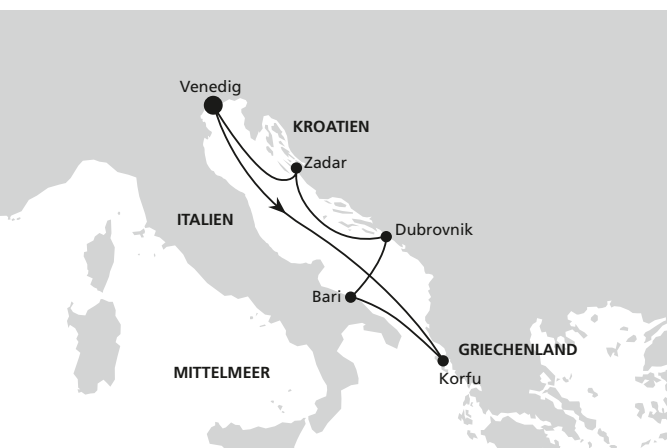 Venedig
KROATIEN
Zadar
ITALIEN
Dubrovnik
Bari
GRIECHENLAND
MITTELMEER
Korfu